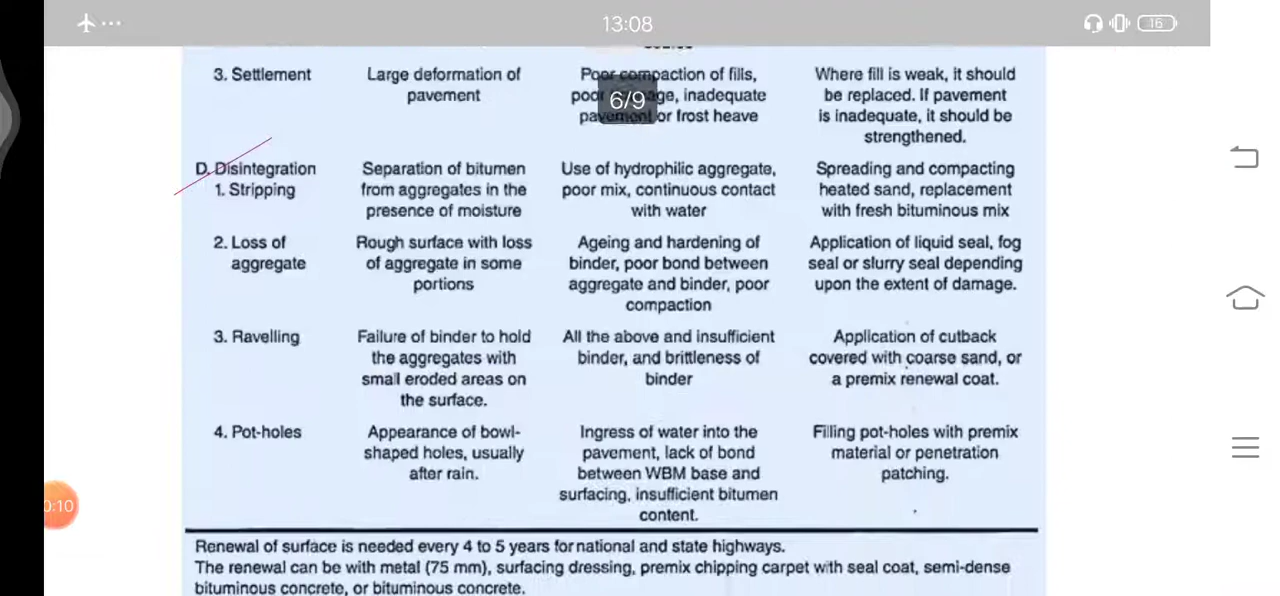 13:08
16
3. Settlement
Large deformation of
pavement
Poor compaction of fills,
poor age, inadequate
pavement or frost heave
Where fill is weak, it should
be replaced. If pavement
is inadequate, it should be
strengthened.
6/9
D. Disintegration
1. Stripping
Separation of bitumen
from aggregates in the
presence of moisture
Use of hydrophilic aggregate,
poor mix, continuous contact
with water
Spreading and compacting
heated sand, replacement
with fresh bituminous mix
2. Loss of
aggregate
Rough surface with loss
of aggregate in some
portions
Ageing and hardening of
binder, poor bond between
aggregate and binder, poor
compaction
Application of liquid seal, fog
seal or slurry seal depending
upon the extent of damage.
3. Ravelling
Failure of binder to hold
the aggregates with
small eroded areas on
the surface.
All the above and insufficient
binder, and brittleness of
binder
Application of cutback
covered with coarse sand, or
a premix renewal coat.
4. Pot-holes
Appearance of bowl-
shaped holes, usually
after rain.
Ingress of water into the
pavement, lack of bond
between WBM base and
surfacing, insufficient bitumen
content.
Filling pot-holes with premix
material or penetration
patching.
0:10
Renewal of surface is needed every 4 to 5 years for national and state highways.
The renewal can be with metal (75 mm), surfacing dressing, premix chipping carpet with seal coat, semi-dense
bituminous concrete, or bituminous concrete.